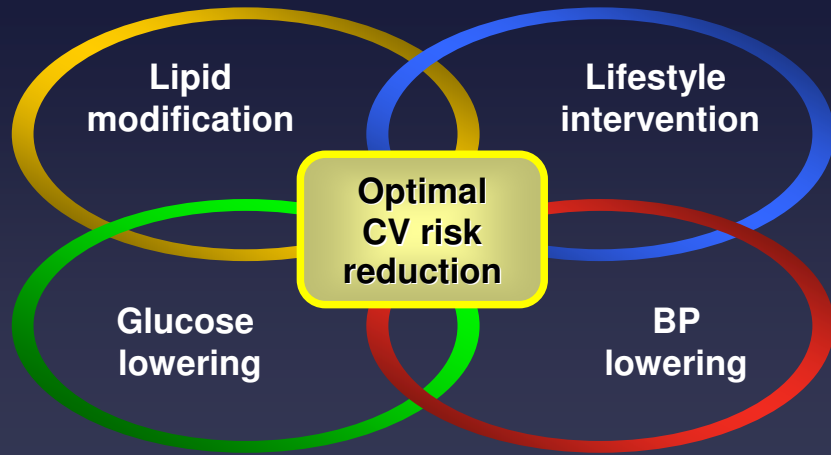 Lipid
modification
Lifestyle
intervention
Optimal
CV risk
reduction
Glucose
lowering
BP
lowering